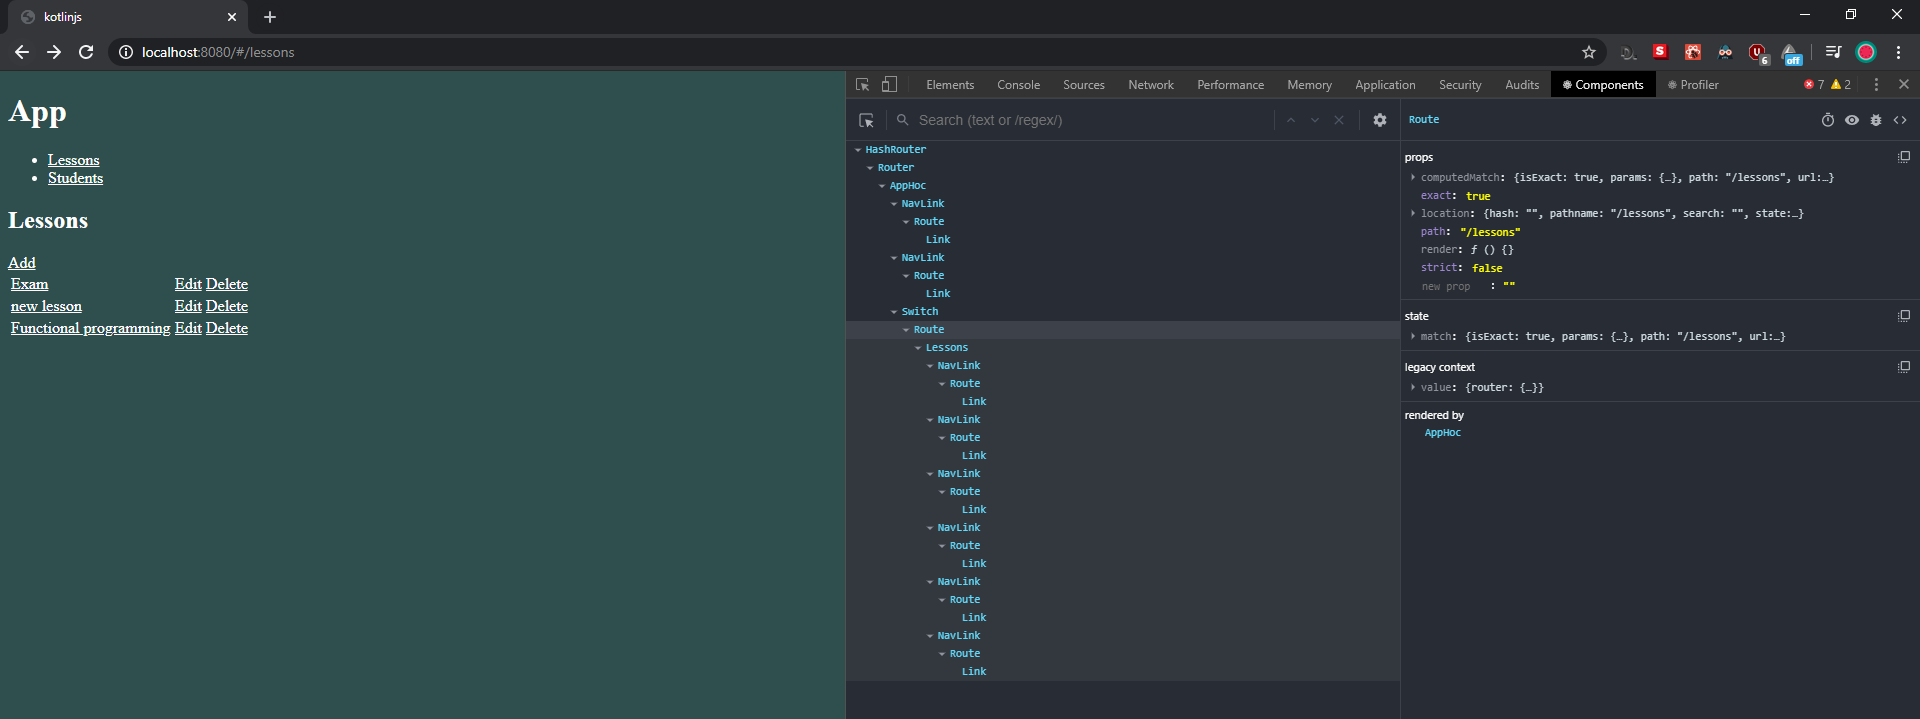 kotlinjs
localhost:8080/#/lessons
S
U
6
off
App
Lessons
Students
Lessons
Add
Exam Edit Delete
new lesson Edit Delete
Functional programming Edit Delete
Elements Console Sources Network Performance Memory Application Security Audits Components Profiler 7 2
Search (text or /regex/)
HashRouter
Router
AppHoc
NavLink
Route
Link
NavLink
Route
Link
Switch
Route
Lessons
NavLink
Route
Link
NavLink
Route
Link
NavLink
Route
Link
NavLink
Route
Link
NavLink
Route
Link
NavLink
Route
Link
Route
props
computedMatch: {isExact: true, params: {…}, path: "/lessons", url:…}
exact: true
location: {hash: "", pathname: "/lessons", search: "", state:…}
path: "/lessons"
render: ƒ () {}
strict: false
new prop : ""
state
match: {isExact: true, params: {…}, path: "/lessons", url:…}
legacy context
value: {router: {…}}
rendered by
AppHoc